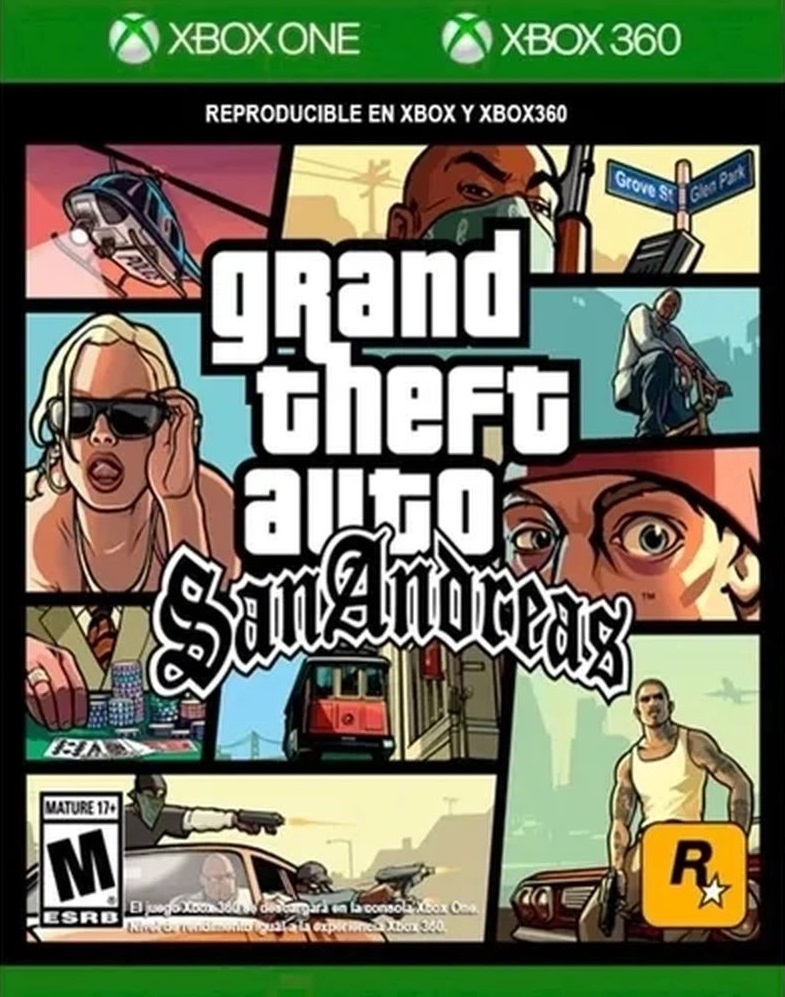 XBOX ONE XBOX 360
REPRODUCIBLE EN XBOX Y XBOX360
Grove St Glen Park
POLICE
grand
theft
auto
San Andreas
TM
MATURE 17+
M
®
ESRB
R
El juego Xbox 360 se descargará en la consola Xbox One.
Nivel de rendimiento igual a la experiencia Xbox 360.